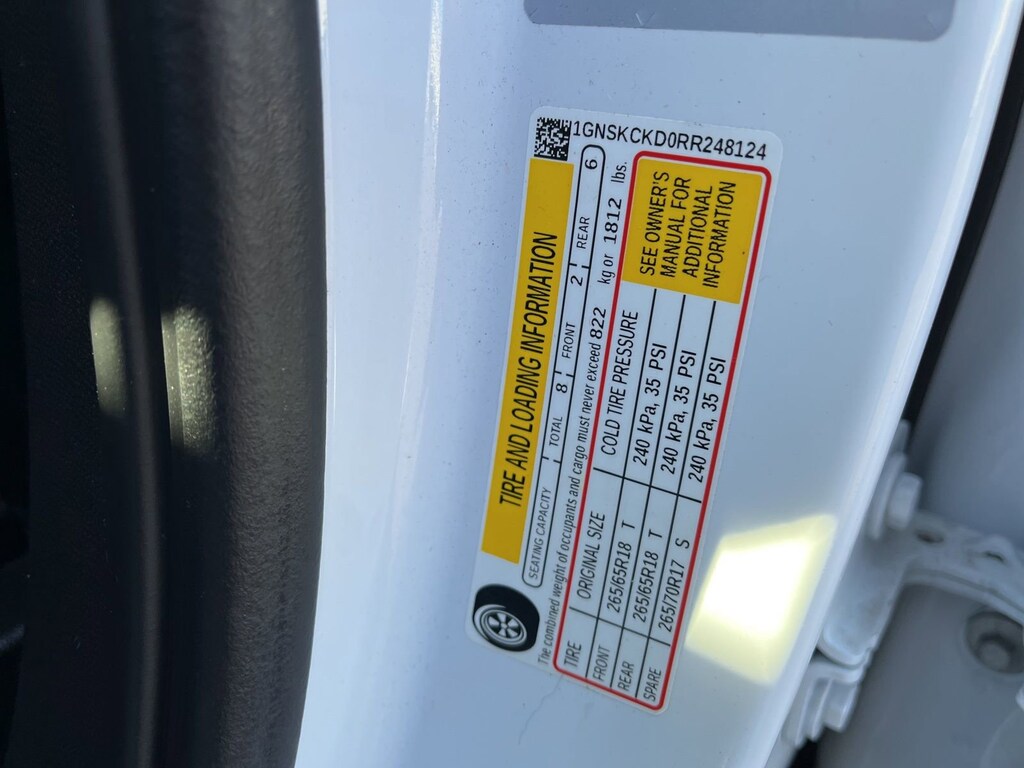 1GNSKCKD0RR248124
TIRE AND LOADING INFORMATION
SEATING CAPACITY TOTAL 8 FRONT 2 REAR 6
The combined weight of occupants and cargo must never exceed 822 kg or 1812 lbs.
TIRE ORIGINAL SIZE COLD TIRE PRESSURE
FRONT 265/65R18 T 240 kPa, 35 PSI
REAR 265/65R18 T 240 kPa, 35 PSI
SPARE 265/70R17 S 240 kPa, 35 PSI
SEE OWNER'S
MANUAL FOR
ADDITIONAL
INFORMATION